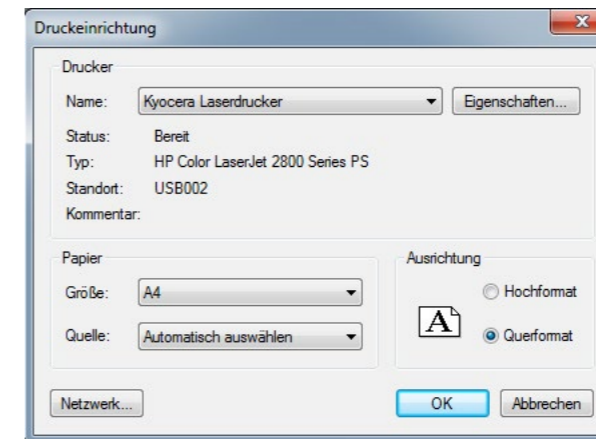 Druckeinrichtung
Drucker
Name: Kyocera Laserdrucker Eigenschaften...
Status: Bereit
Typ: HP Color LaserJet 2800 Series PS
Standort: USB002
Kommentar:
Papier
Größe: A4
Quelle: Automatisch auswählen
Ausrichtung
A
Hochformat
Querformat
Netzwerk... OK Abbrechen